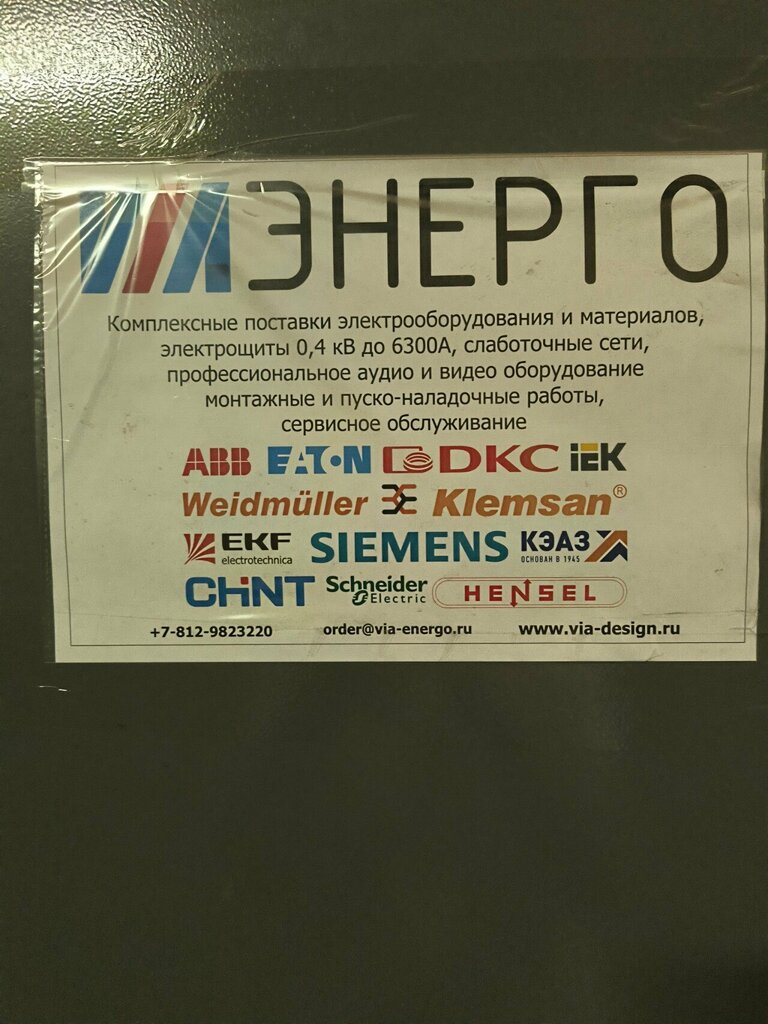 ЭНЕРГО
Комплексные поставки электрооборудования и материалов,
электрощиты 0,4 кВ до 6300А, слаботочные сети,
профессиональное аудио и видео оборудование
монтажные и пуско-наладочные работы,
сервисное обслуживание
ABB EATON DKC IEK
Weidmüller Klemsan®
EKF electrotechnica SIEMENS КЭАЗ ОСНОВАН В 1945
CHINT Schneider Electric HENSEL
+7-812-9823220 order@via-energo.ru www.via-design.ru